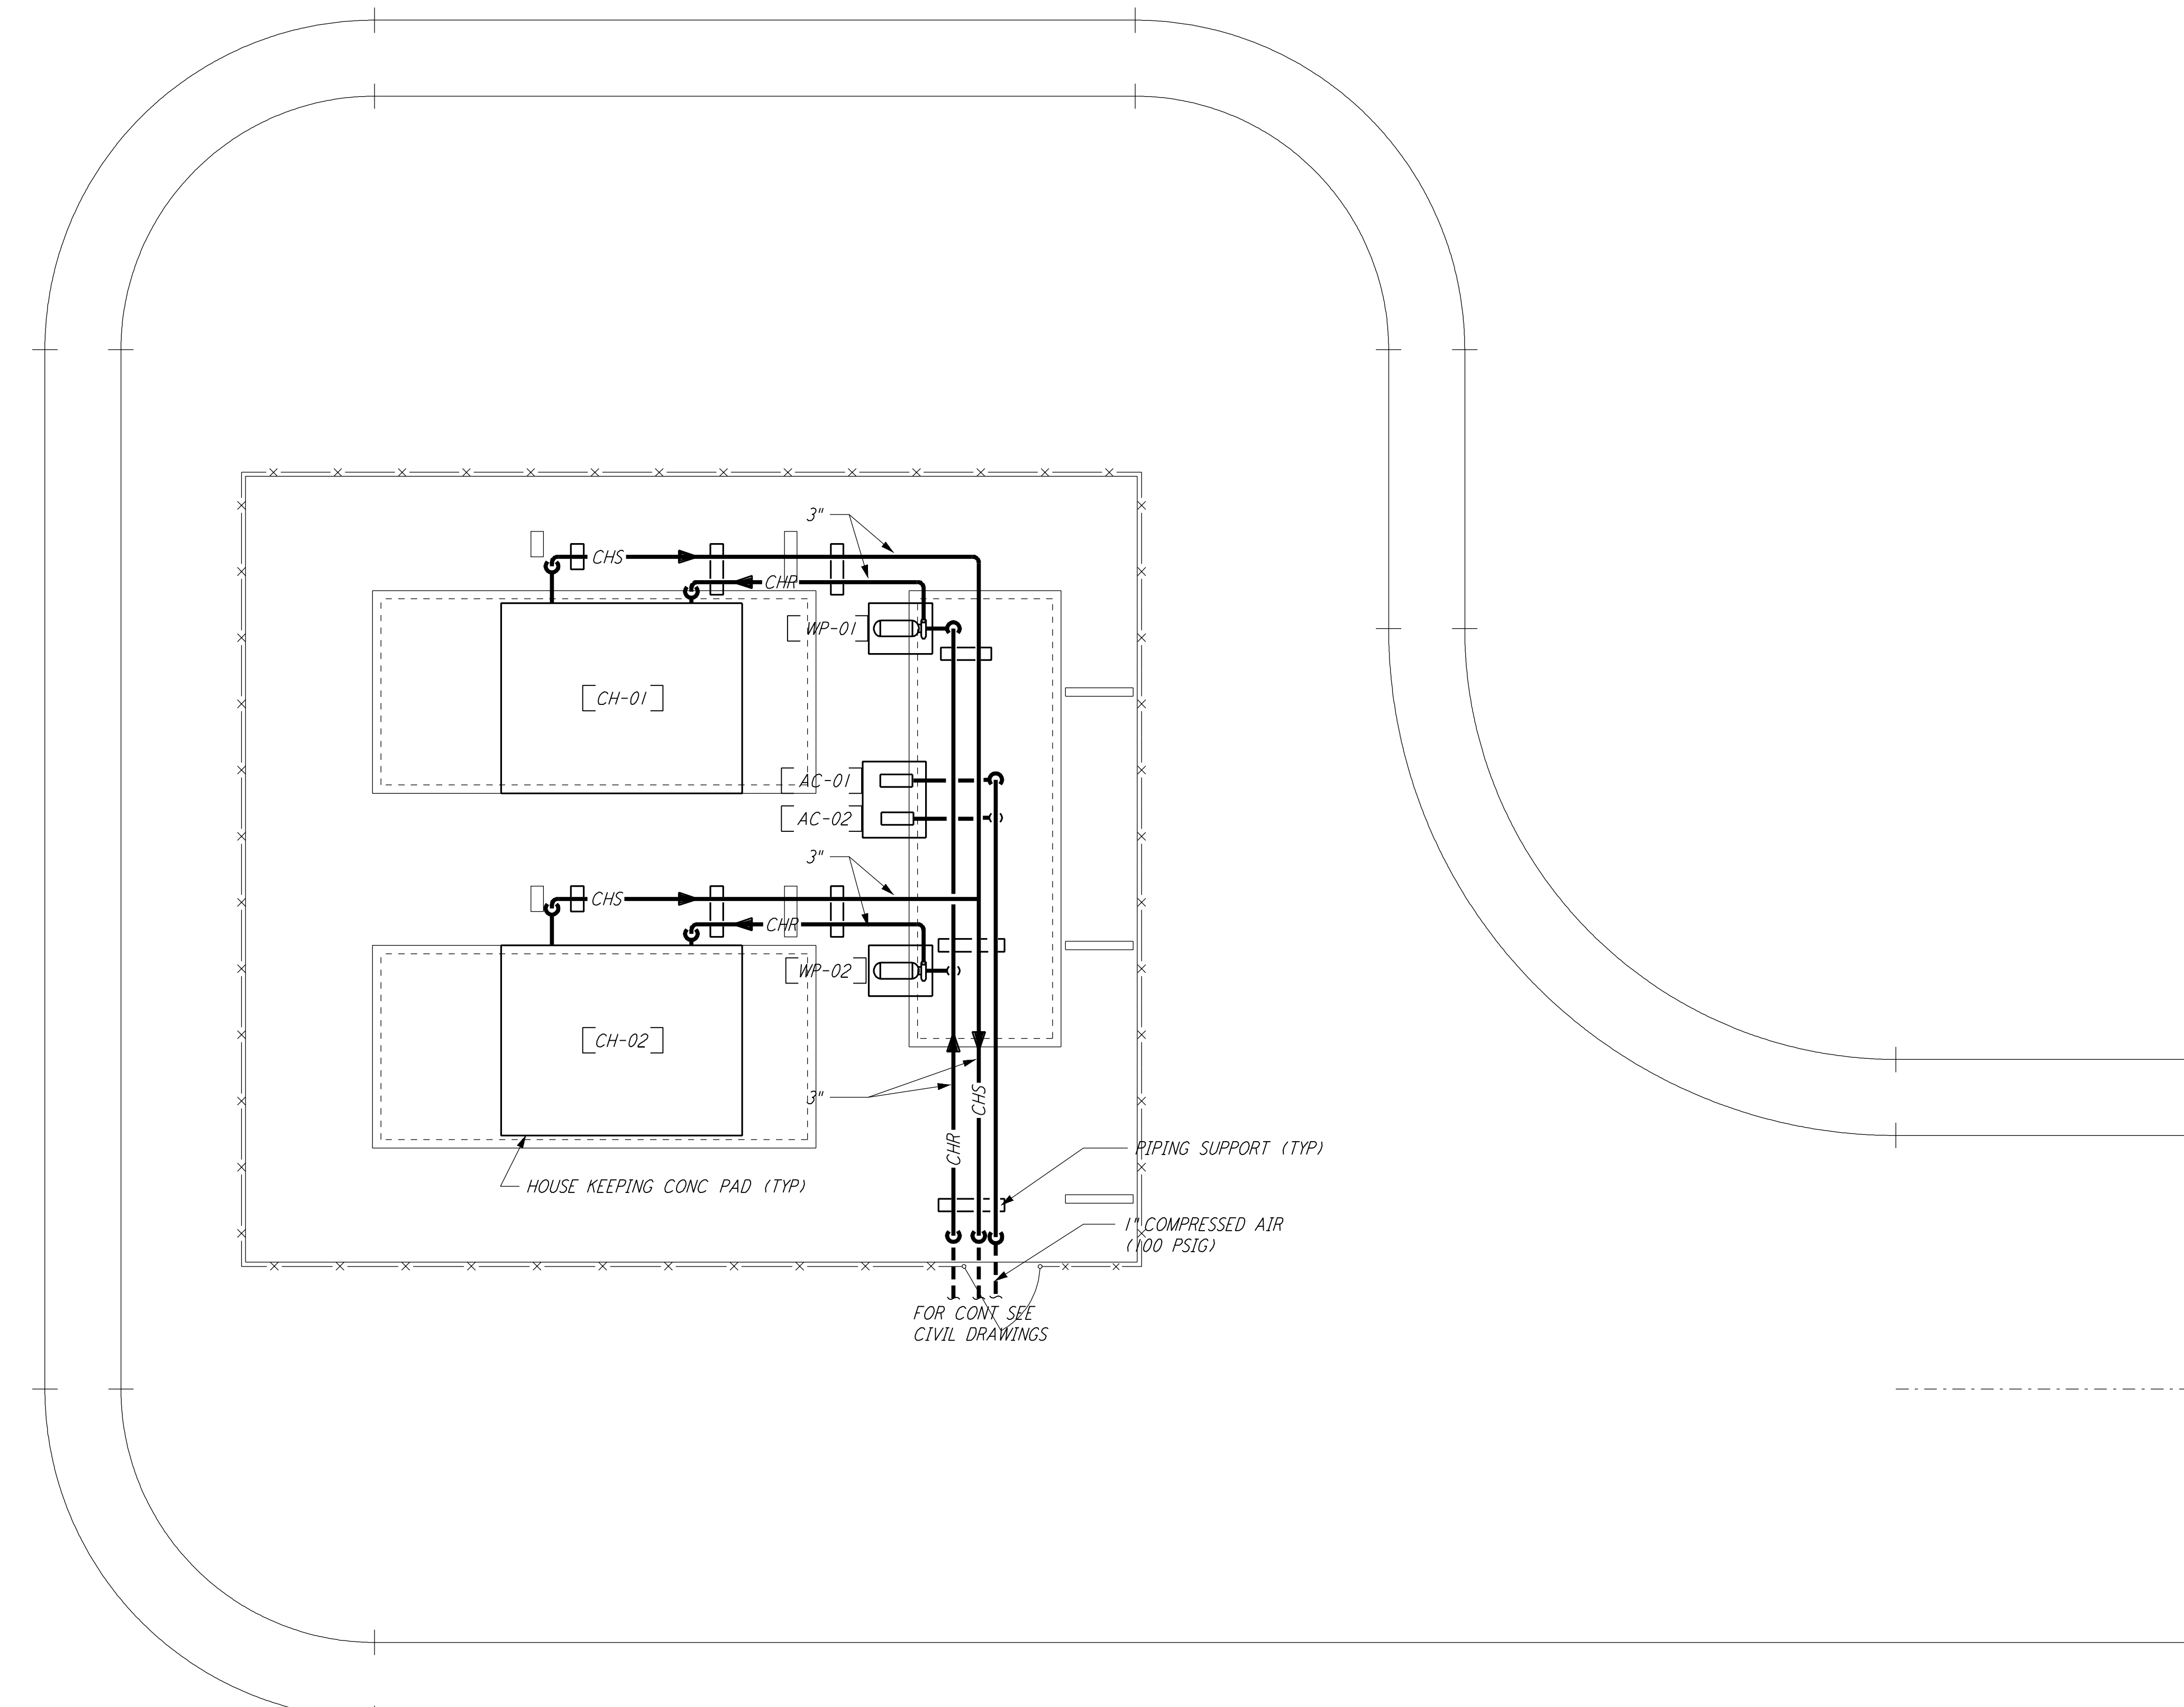 3"
CHS
CHR
WP-01
CH-01
AC-01
AC-02
3"
CHS
CHR
WP-02
CH-02
3"
CHS
CHR
PIPING SUPPORT (TYP)
HOUSE KEEPING CONC PAD (TYP)
1" COMPRESSED AIR
(100 PSIG)
FOR CONT SEE
CIVIL DRAWINGS